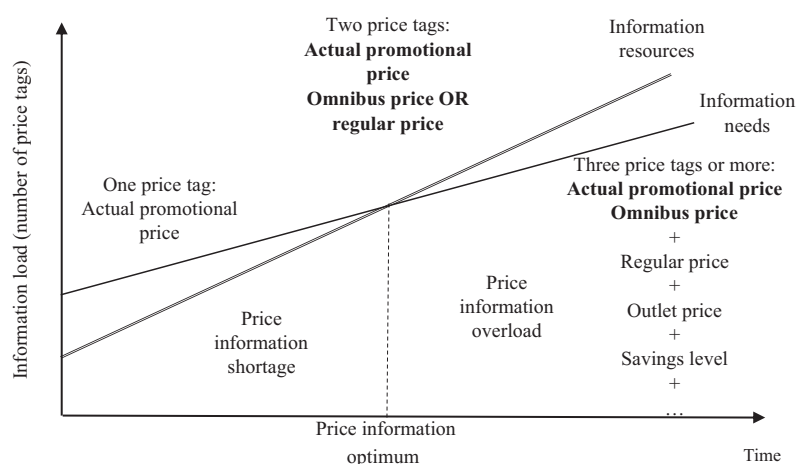 Information load (number of price tags)
Two price tags:
Actual promotional
price
Omnibus price OR
regular price
Information
resources
Information
needs
One price tag:
Actual promotional
price
Three price tags or more:
Actual promotional price
Omnibus price
+
Regular price
+
Outlet price
+
Savings level
+
...
Price
information
shortage
Price
information
overload
Price information
optimum
Time